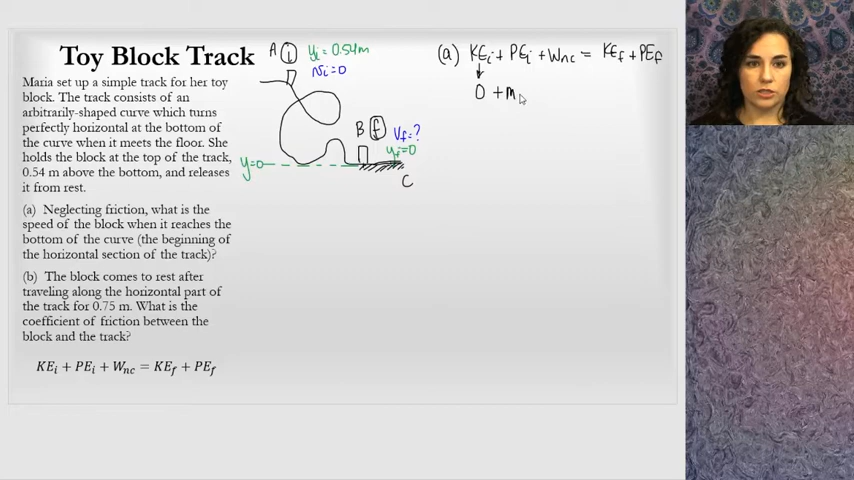 Toy Block Track
Maria set up a simple track for her toy
block. The track consists of an
arbitrarily-shaped curve which turns
perfectly horizontal at the bottom of
the curve when it meets the floor. She
holds the block at the top of the track,
0.54 m above the bottom, and releases
it from rest.
(a) Neglecting friction, what is the
speed of the block when it reaches the
bottom of the curve (the beginning of
the horizontal section of the track)?
(b) The block comes to rest after
traveling along the horizontal part of
the track for 0.75 m. What is the
coefficient of friction between the
block and the track?
KEi + PEi + Wnc = KEf + PEf
A i yi = 0.54m
vi = 0
B f vf = ?
yf = 0
y = 0
C
(a) KEi + PEi + Wnc = KEf + PEf
0 + m